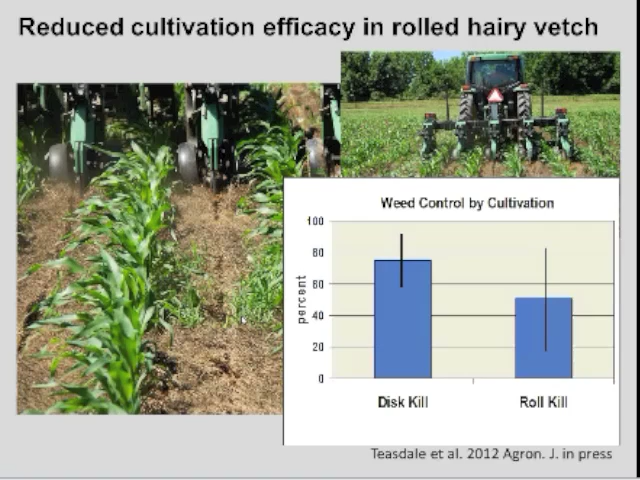 Reduced cultivation efficacy in rolled hairy vetch
Weed Control by Cultivation
percent
100
80
60
40
20
0
Disk Kill
Roll Kill
Teasdale et al. 2012 Agron. J. in press